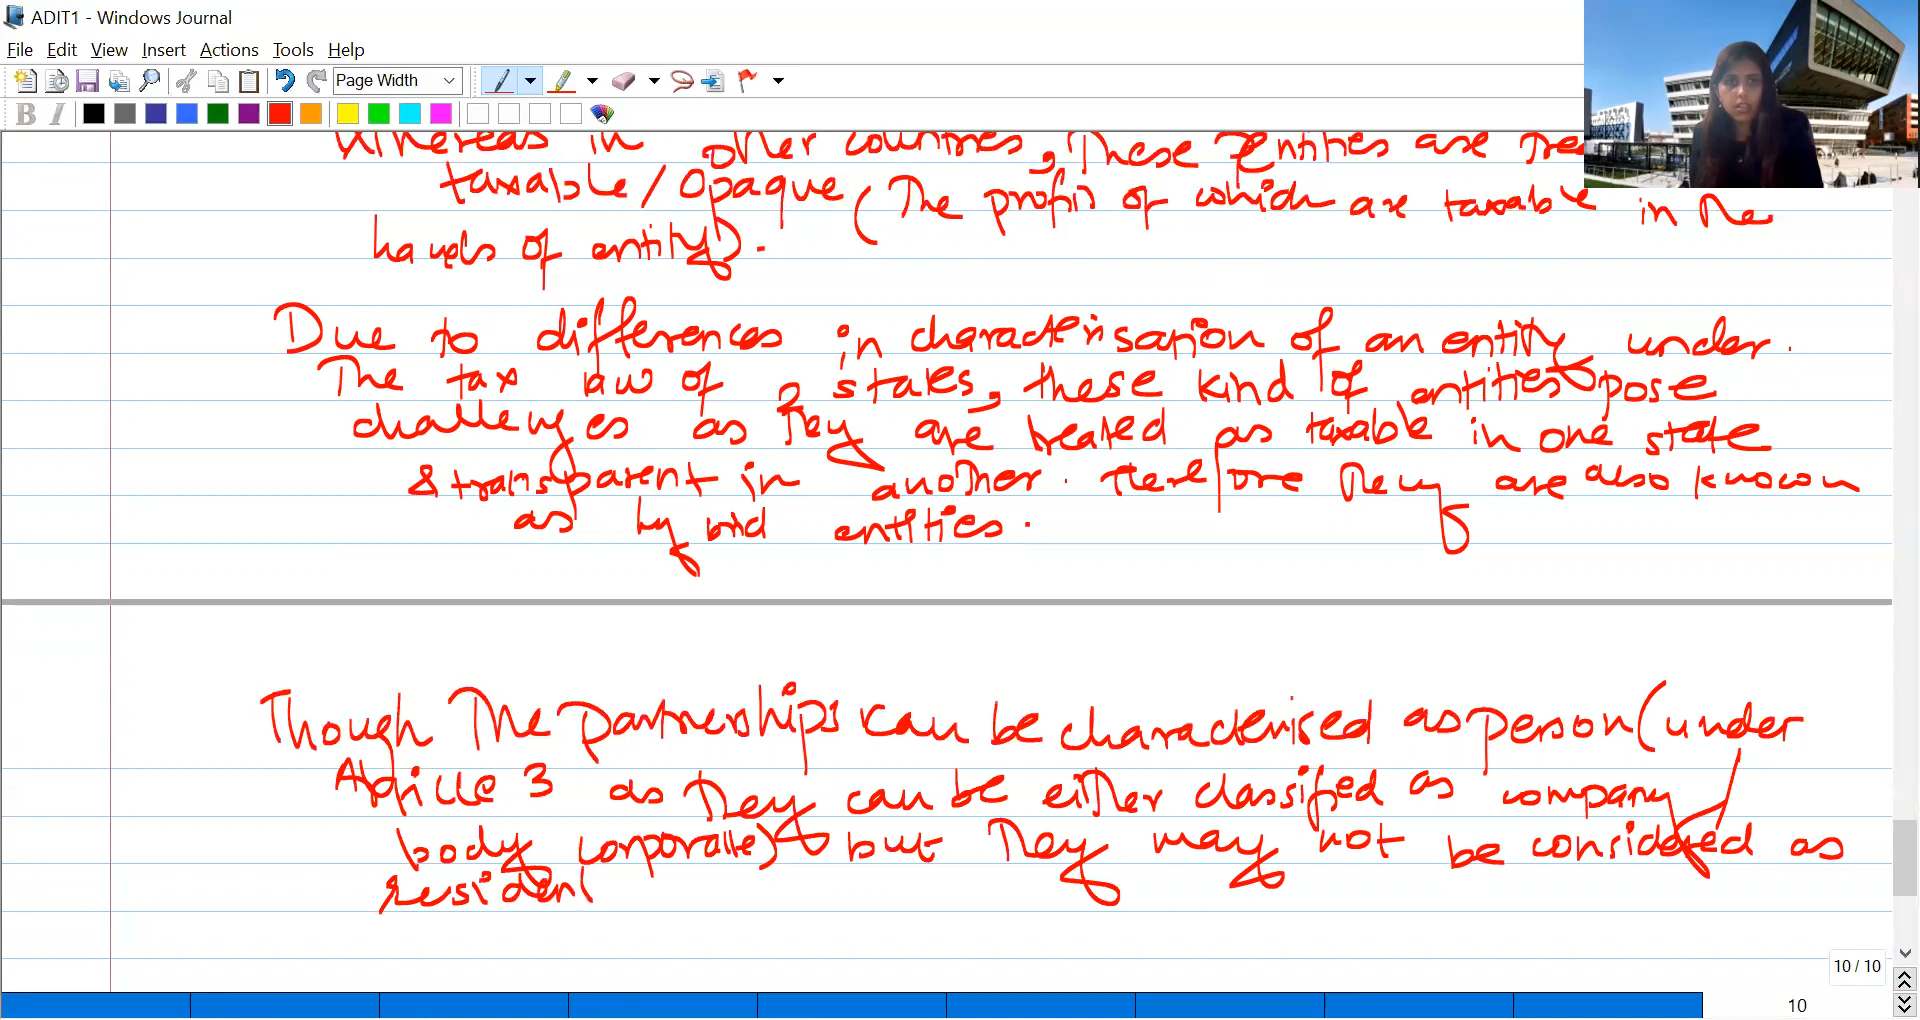 ADIT1 - Windows Journal
File Edit View Insert Actions Tools Help
Page Width
B I
Whereas in other countries, These entities are
taxable/opaque (The profit of which are taxable in The
hands of entity).
Due to differences in characterisation of an entity under.
The tax law of 2 states, these kind of entities pose
challenges as They are treated as taxable in one state
& transparent in another. Therefore They are also known
as hybrid entities.
Though The partnerships can be characterised as person (under
Article 3 as They can be either classified as company/
body corporate) but They may not be considered as
resident
10 / 10
10